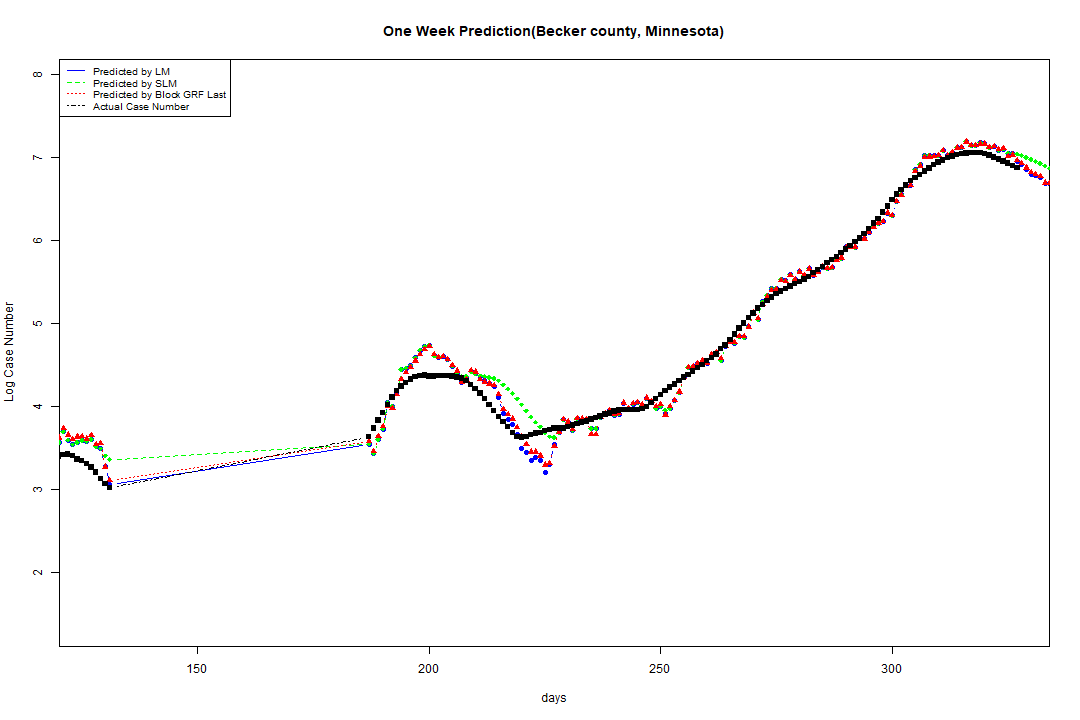 One Week Prediction(Becker county, Minnesota)
Predicted by LM
Predicted by SLM
Predicted by Block GRF Last
Actual Case Number
8
7
6
5
4
3
2
Log Case Number
150
200
250
300
days